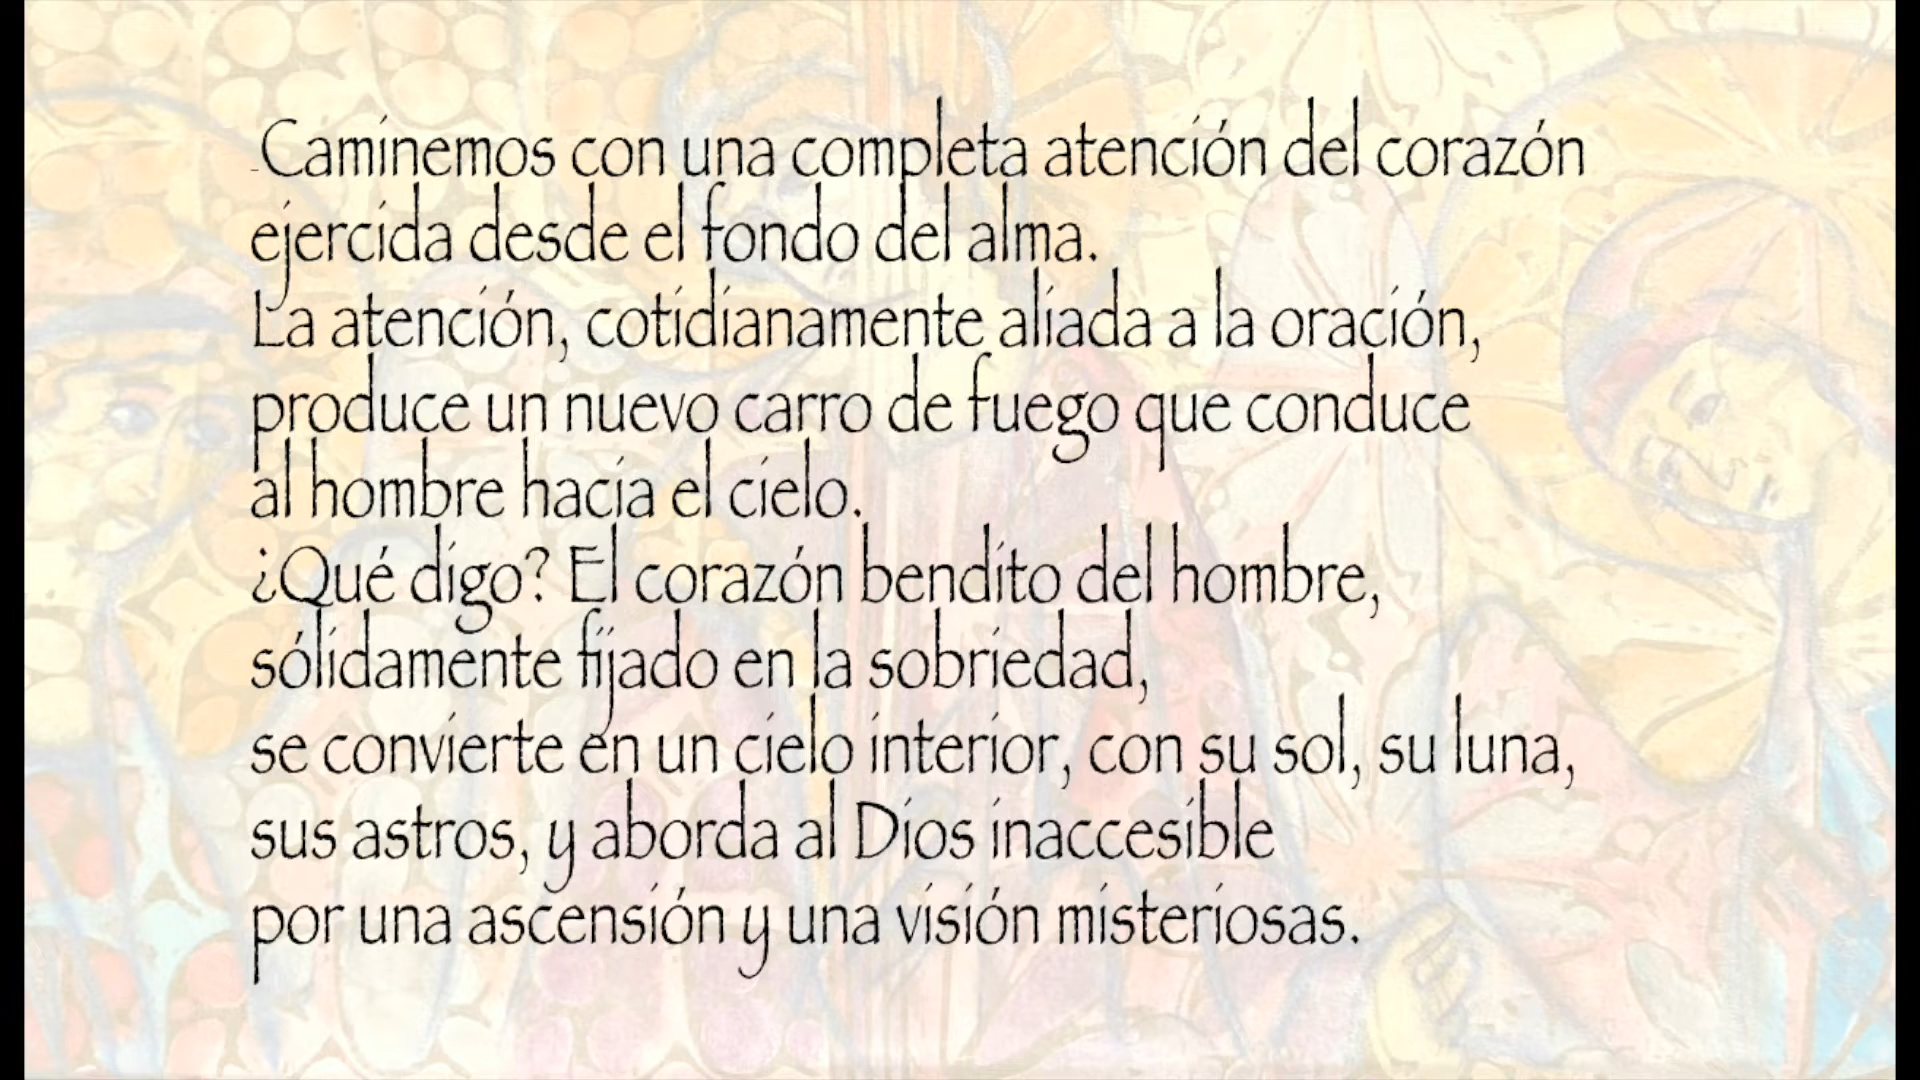 -Caminemos con una completa atención del corazón
ejercida desde el fondo del alma.
La atención, cotidianamente aliada a la oración,
produce un nuevo carro de fuego que conduce
al hombre hacia el cielo.
¿Qué digo? El corazón bendito del hombre,
sólidamente fijado en la sobriedad,
se convierte en un cielo interior, con su sol, su luna,
sus astros, y aborda al Dios inaccesible
por una ascensión y una visión misteriosas.